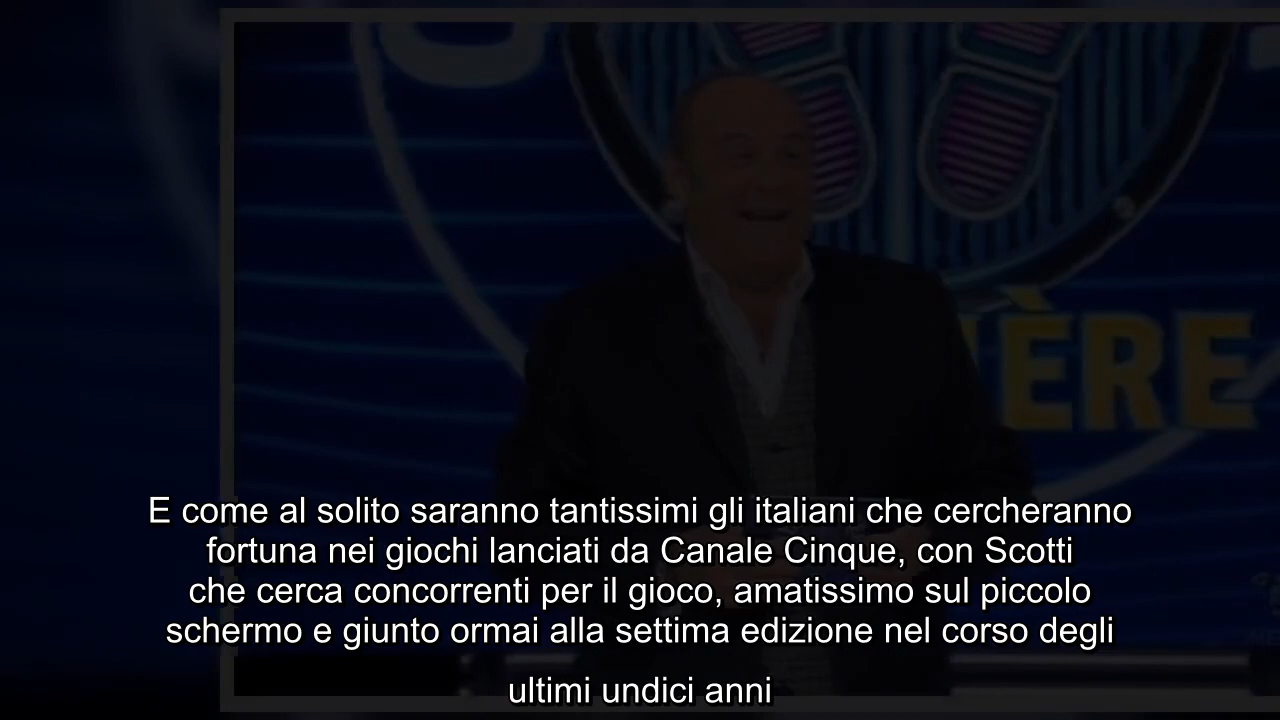 ÈRE
E come al solito saranno tantissimi gli italiani che cercheranno
fortuna nei giochi lanciati da Canale Cinque, con Scotti
che cerca concorrenti per il gioco, amatissimo sul piccolo
schermo e giunto ormai alla settima edizione nel corso degli
ultimi undici anni